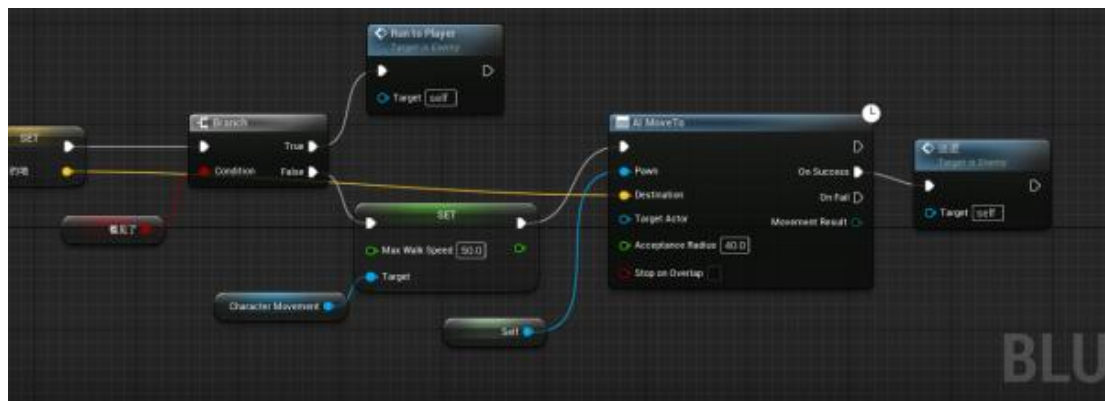 Run to Player
Target is Enemy
Target self
SET
的地
Branch
True
Condition False
看见了
SET
Max Walk Speed 50.0
Target
Character Movement
Self
AI MoveTo
Pawn On Success
Destination On Fail
Target Actor Movement Result
Acceptance Radius 40.0
Stop on Overlap
Target is Enemy
Target self
BLU